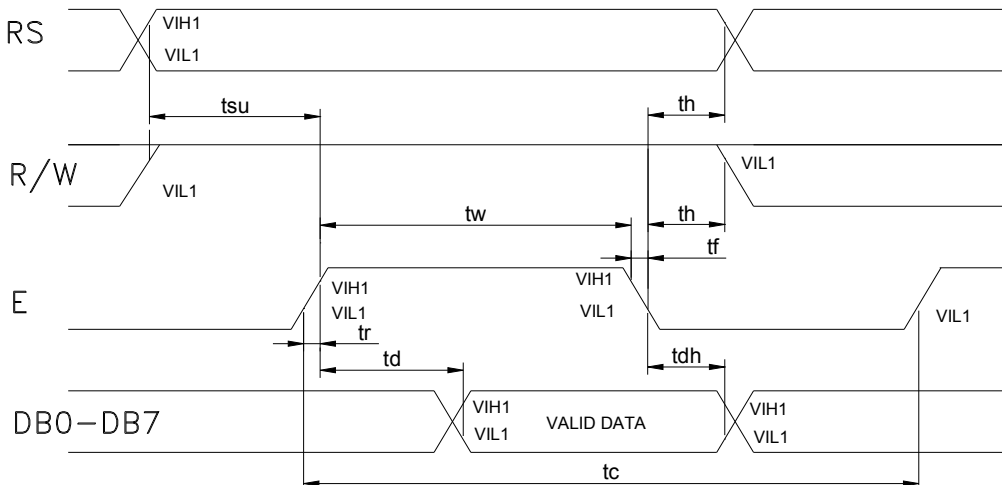 RS
VIH1
VIL1
tsu
th
R/W
VIL1
VIL1
tw
th
tf
E
VIH1
VIL1
VIH1
VIL1
VIL1
tr
td
tdh
DB0-DB7
VIH1
VIL1
VALID DATA
VIH1
VIL1
tc